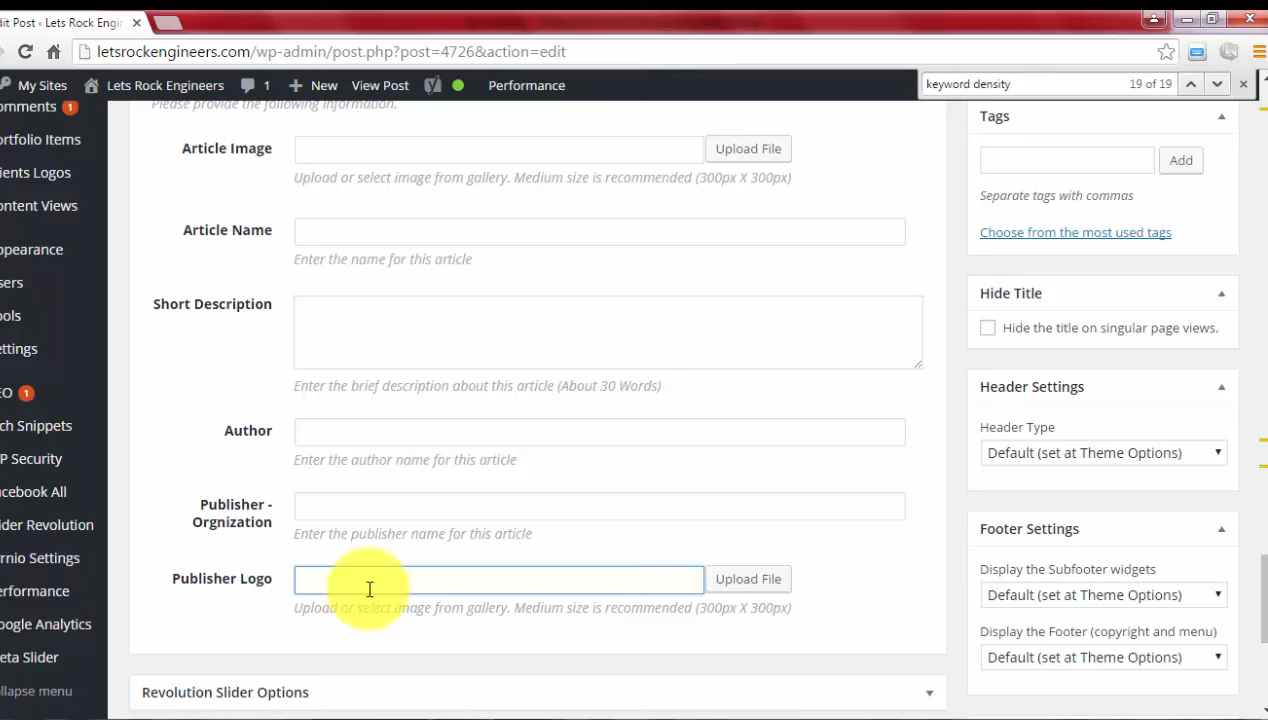 dit Post ‹ Lets Rock Engin
letsrockengineers.com/wp-admin/post.php?post=4726&action=edit
My Sites Lets Rock Engineers 1 New View Post Performance
keyword density 19 of 19
omments 1
ortfolio Items
ients Logos
ontent Views
ppearance
sers
ools
ettings
EO 1
ch Snippets
P Security
acebook All
ider Revolution
rnio Settings
erformance
oogle Analytics
eta Slider
ollapse menu
Please provide the following information.
Article Image
Upload File
Upload or select image from gallery. Medium size is recommended (300px X 300px)
Article Name
Enter the name for this article
Short Description
Enter the brief description about this article (About 30 Words)
Author
Enter the author name for this article
Publisher -
Orgnization
Enter the publisher name for this article
Publisher Logo
Upload File
Upload or select image from gallery. Medium size is recommended (300px X 300px)
Revolution Slider Options
Tags
Add
Separate tags with commas
Choose from the most used tags
Hide Title
Hide the title on singular page views.
Header Settings
Header Type
Default (set at Theme Options)
Footer Settings
Display the Subfooter widgets
Default (set at Theme Options)
Display the Footer (copyright and menu)
Default (set at Theme Options)